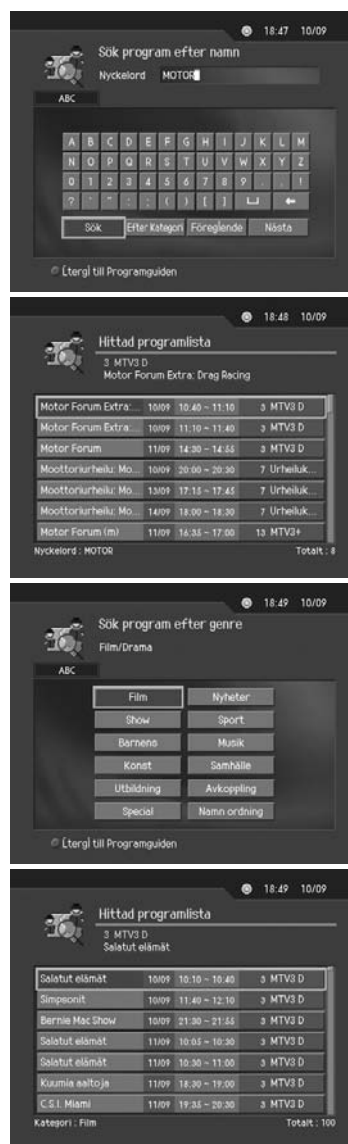 18:47 10/09
Sök program efter namn
Nyckelord MOTOR
ABC
A B C D E F G H I J K L M
N O P Q R S T U V W X Y Z
0 1 2 3 4 5 6 7 8 9 . , !
? ' " : ; ( ) [ ]
Sök Efter Kategori Föreglende Nästa
[tergl till Programguiden
18:48 10/09
Hittad programlista
3 MTV3 D
Motor Forum Extra: Drag Racing
Motor Forum Extra:... 10/09 10:40 ~ 11:10 3 MTV3 D
Motor Forum Extra:... 10/09 11:10 ~ 11:40 3 MTV3 D
Motor Forum 11/09 14:30 ~ 14:55 3 MTV3 D
Moottoriurheilu: Mo... 10/09 20:00 ~ 20:30 7 Urheiluk...
Moottoriurheilu: Mo... 13/09 17:15 ~ 17:45 7 Urheiluk...
Moottoriurheilu: Mo... 14/09 18:00 ~ 18:30 7 Urheiluk...
Motor Forum (m) 11/09 16:35 ~ 17:00 13 MTV3+
Nyckelord : MOTOR Totalt : 8
18:49 10/09
Sök program efter genre
Film/Drama
ABC
Film Nyheter
Show Sport
Barnens Musik
Konst Samhälle
Utbildning Avkoppling
Special Namn ordning
[tergl till Programguiden
18:49 10/09
Hittad programlista
3 MTV3 D
Salatut elämät
Salatut elämät 10/09 10:10 ~ 10:40 3 MTV3 D
Simpsonit 10/09 11:40 ~ 12:10 3 MTV3 D
Bernie Mac Show 10/09 21:30 ~ 21:55 3 MTV3 D
Salatut elämät 11/09 10:05 ~ 10:30 3 MTV3 D
Salatut elämät 11/09 10:30 ~ 11:00 3 MTV3 D
Kuumia aaltoja 11/09 18:30 ~ 19:00 3 MTV3 D
C.S.I. Miami 11/09 19:35 ~ 20:30 3 MTV3 D
Kategori : Film Totalt : 100